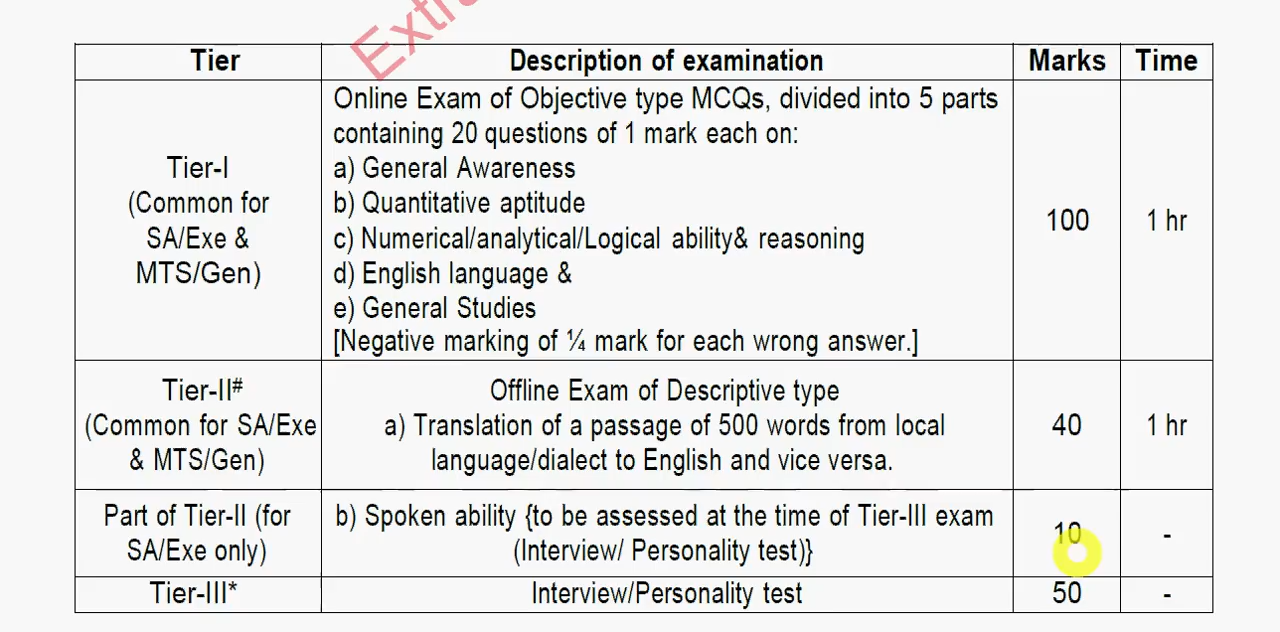 Extra
Tier Description of examination Marks Time
Online Exam of Objective type MCQs, divided into 5 parts
containing 20 questions of 1 mark each on:
Tier-I
(Common for
SA/Exe &
MTS/Gen)
a) General Awareness
b) Quantitative aptitude
c) Numerical/analytical/Logical ability& reasoning
d) English language &
e) General Studies
[Negative marking of ¼ mark for each wrong answer.]
100 1 hr
Tier-II#
(Common for SA/Exe
& MTS/Gen)
Offline Exam of Descriptive type
a) Translation of a passage of 500 words from local
language/dialect to English and vice versa.
40 1 hr
Part of Tier-II (for
SA/Exe only)
b) Spoken ability {to be assessed at the time of Tier-III exam
(Interview/ Personality test)}
10 -
Tier-III* Interview/Personality test 50 -